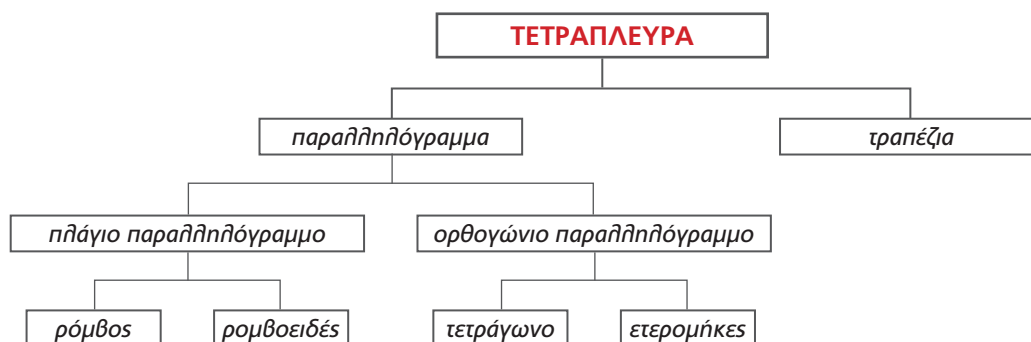 ΤΕΤΡΑΠΛΕΥΡΑ
παραλληλόγραμμα
τραπέζια
πλάγιο παραλληλόγραμμο
ορθογώνιο παραλληλόγραμμο
ρόμβος
ρομβοειδές
τετράγωνο
ετερομήκες